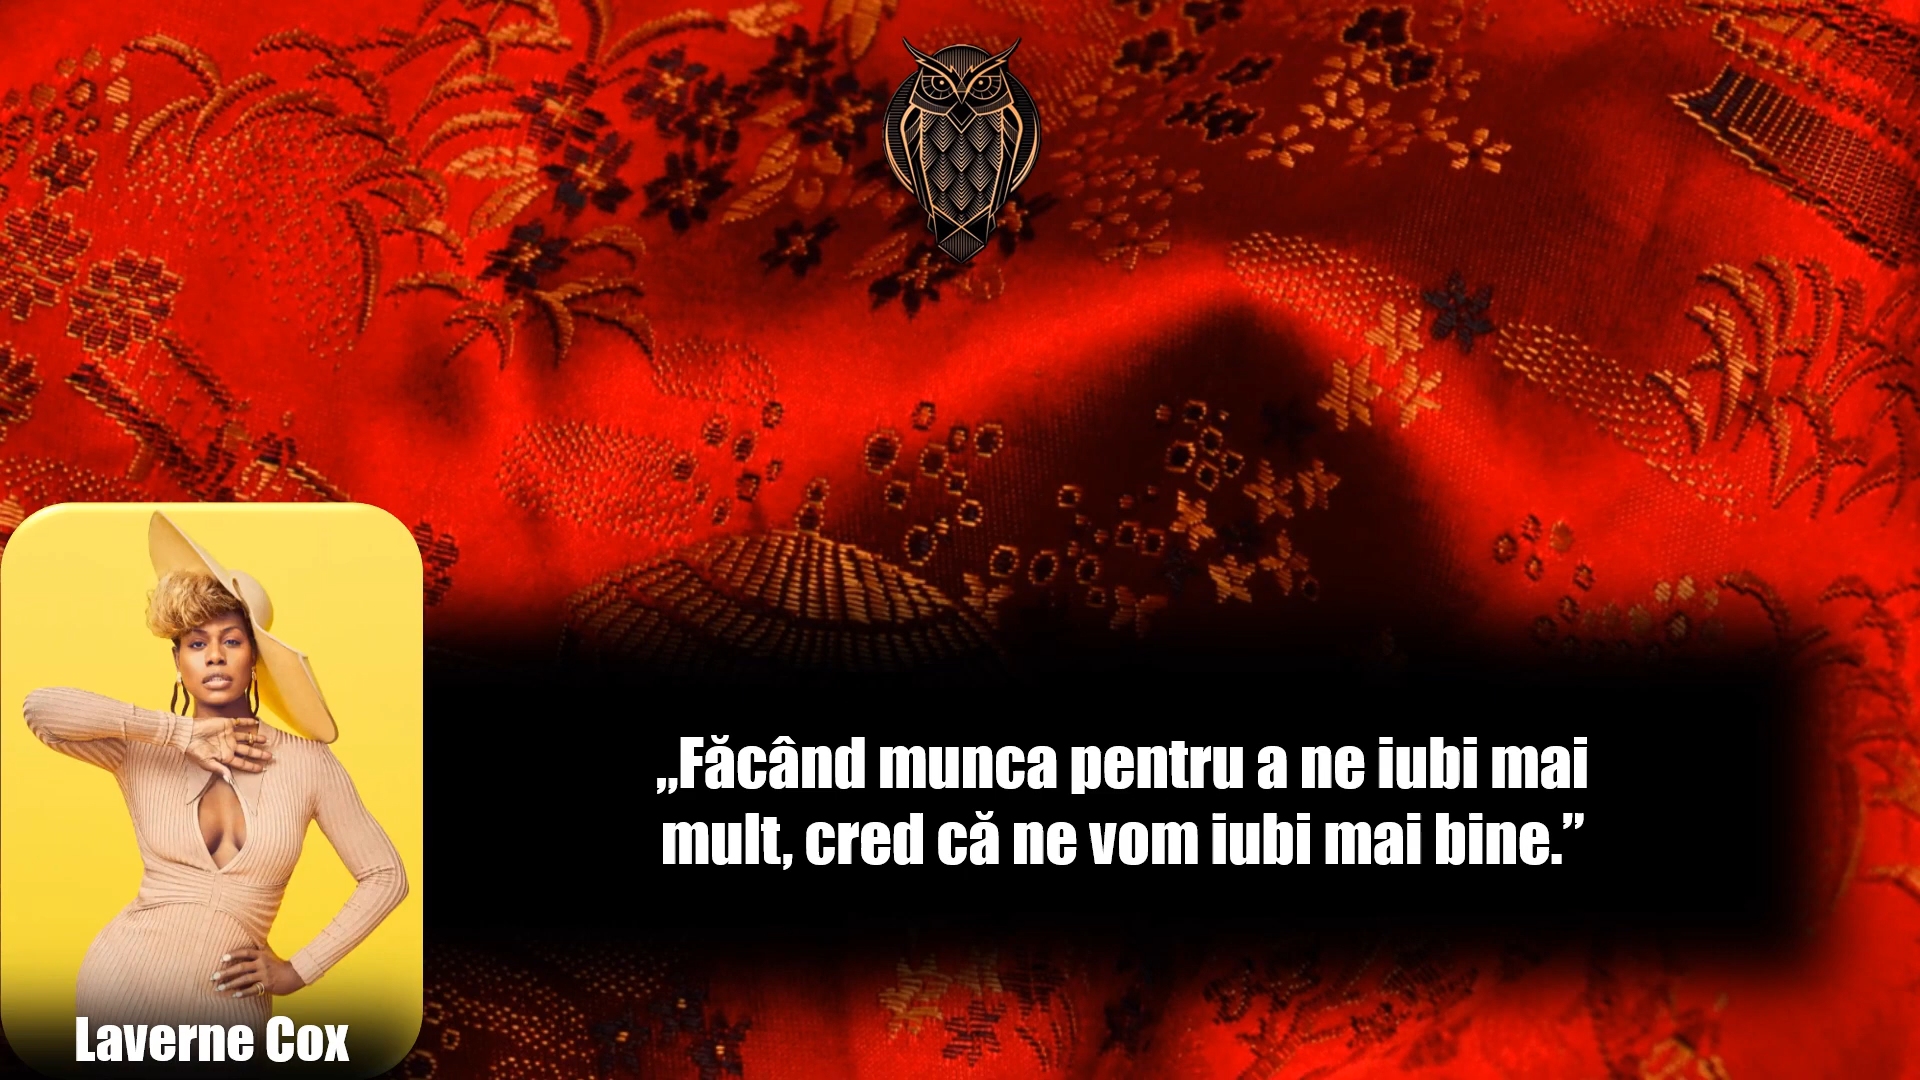 „Făcând munca pentru a ne iubi mai
mult, cred că ne vom iubi mai bine.”
Laverne Cox